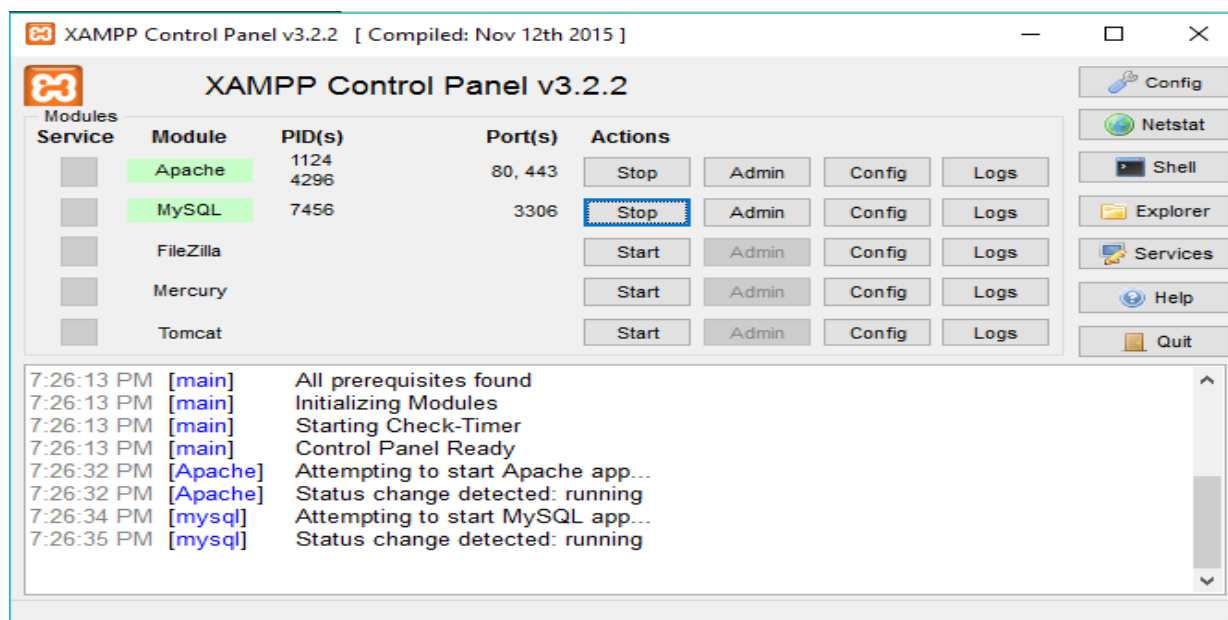 XAMPP Control Panel v3.2.2 [ Compiled: Nov 12th 2015 ]
XAMPP Control Panel v3.2.2
Config
Modules
Netstat
Service Module PID(s) Port(s) Actions
Apache 1124 4296 80, 443 Stop Admin Config Logs
Shell
MySQL 7456 3306 Stop Admin Config Logs
Explorer
FileZilla Start Admin Config Logs
Services
Mercury Start Admin Config Logs
Help
Tomcat Start Admin Config Logs
Quit
7:26:13 PM [main] All prerequisites found
7:26:13 PM [main] Initializing Modules
7:26:13 PM [main] Starting Check-Timer
7:26:13 PM [main] Control Panel Ready
7:26:32 PM [Apache] Attempting to start Apache app...
7:26:32 PM [Apache] Status change detected: running
7:26:34 PM [mysql] Attempting to start MySQL app...
7:26:35 PM [mysql] Status change detected: running